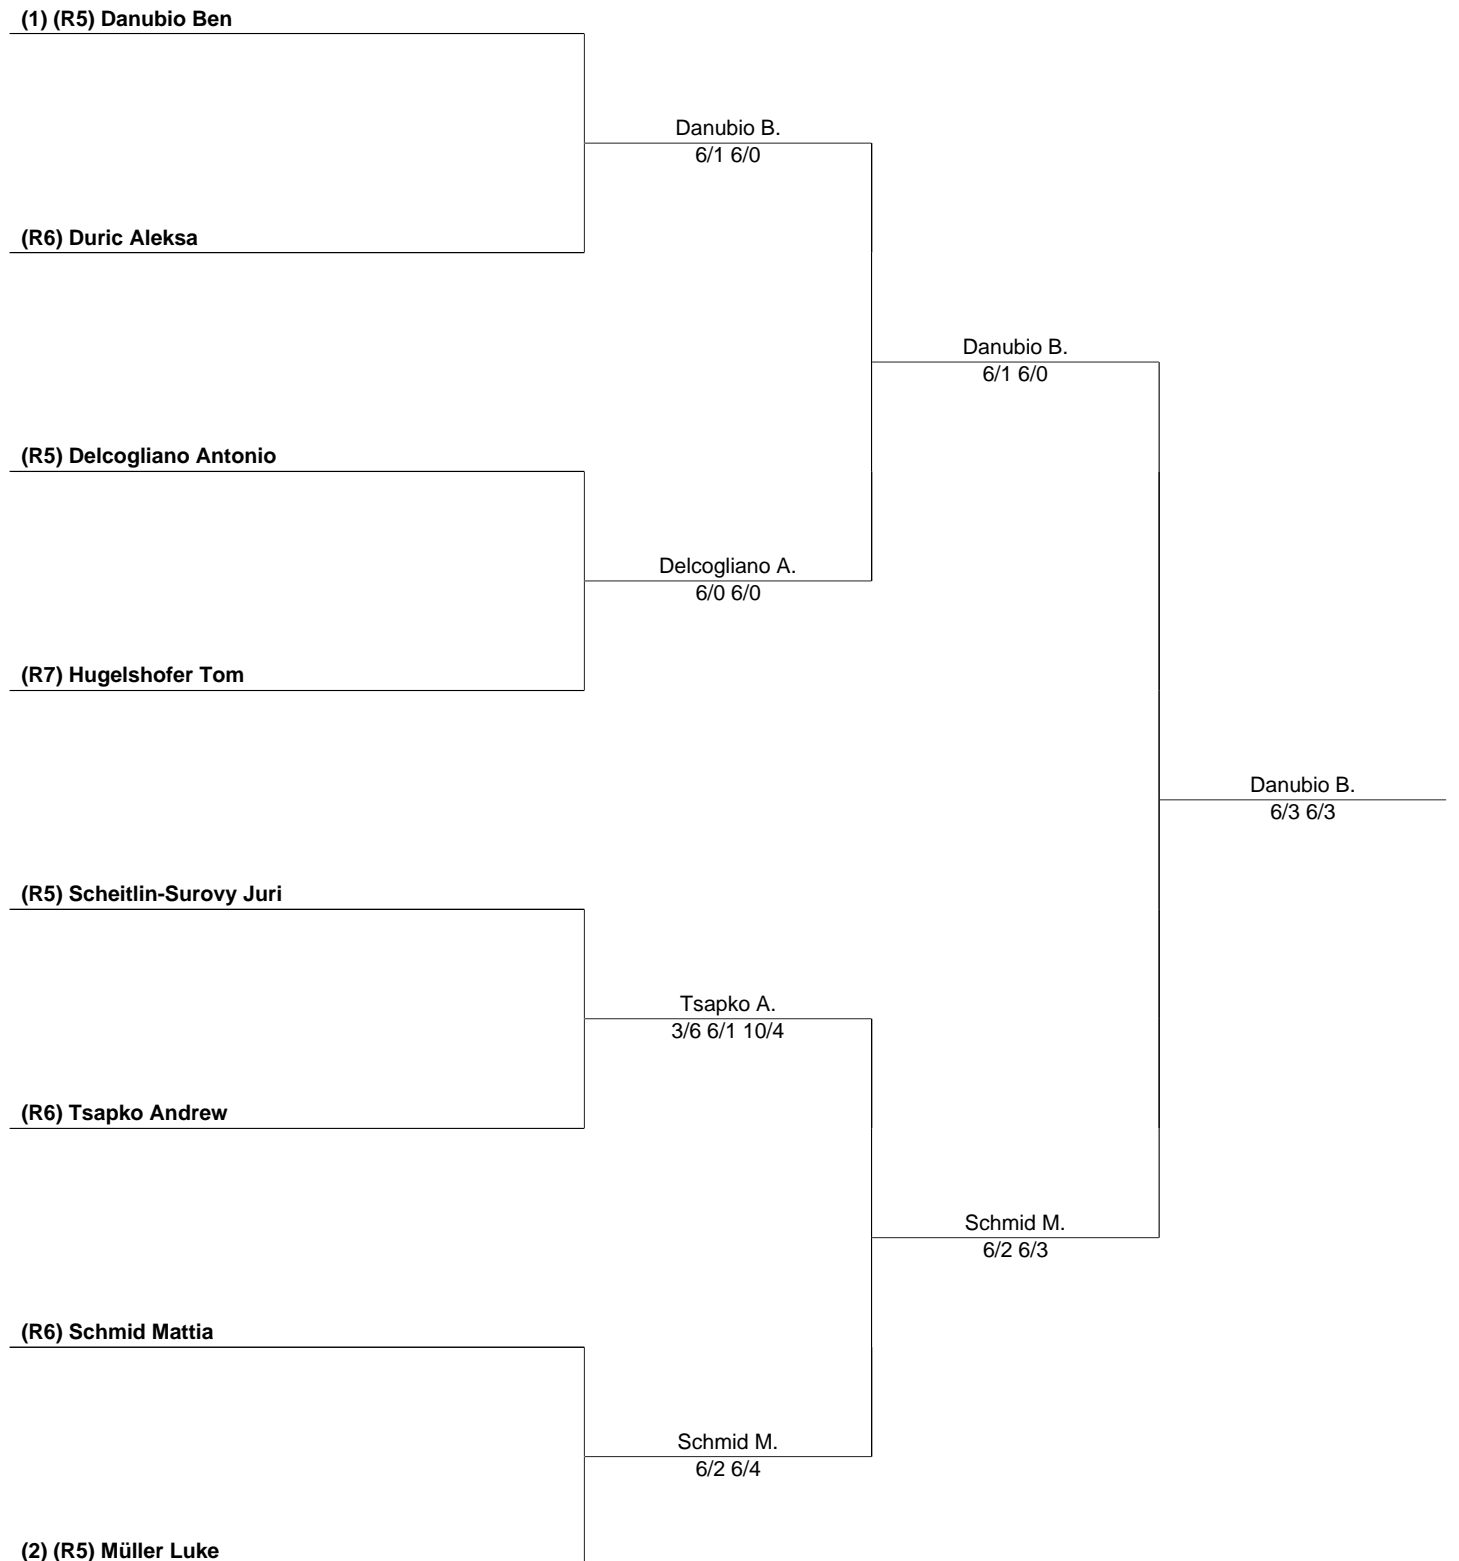 (1) (R5) Danubio Ben
Danubio B.
6/1 6/0
(R6) Duric Aleksa
Danubio B.
6/1 6/0
(R5) Delcogliano Antonio
Delcogliano A.
6/0 6/0
(R7) Hugelshofer Tom
Danubio B.
6/3 6/3
(R5) Scheitlin-Surovy Juri
Tsapko A.
3/6 6/1 10/4
(R6) Tsapko Andrew
Schmid M.
6/2 6/3
(R6) Schmid Mattia
Schmid M.
6/2 6/4
(2) (R5) Müller Luke